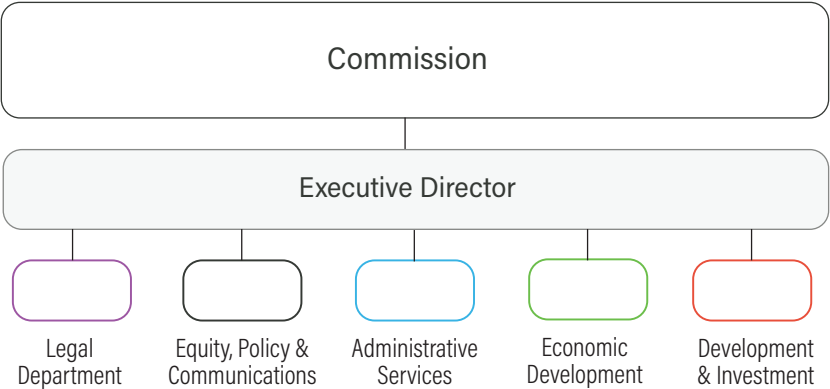 Commission
Executive Director
Legal
Department
Equity, Policy &
Communications
Administrative
Services
Economic
Development
Development
& Investment